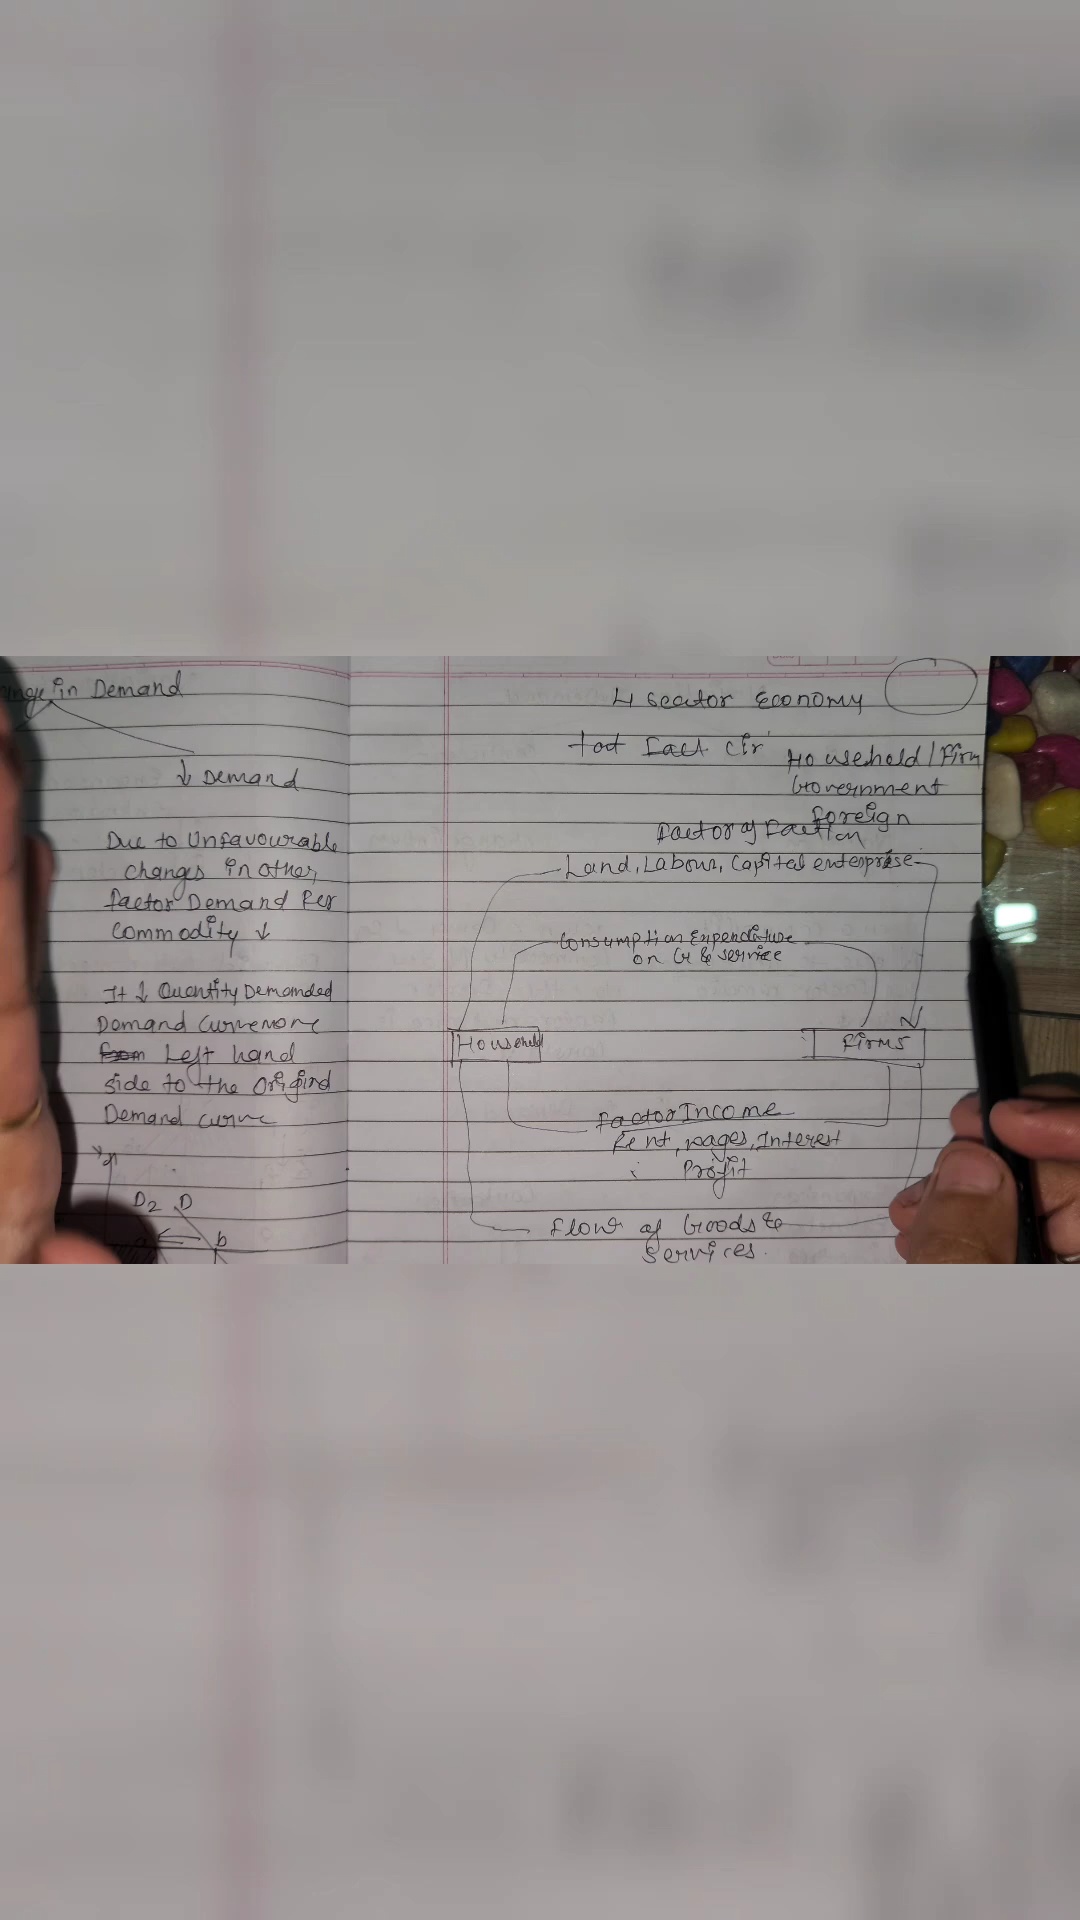 in Demand
↓ Demand
Due to Unfavourable
changes in other
factor Demand For
Commodity ↓
It ↓ Quantity Demanded
Demand Curve
Left hand
side to the
Demand curve
D2 D
a b
4 Sector Economy
Household / Firm
Government
foreign
factor of
Land, Labour, Capital enterprise
Consumption Expenditure
on G & service
Household
Firms
Factor Income
Rent, wages, Interest
Profit
flow of Goods &
Services.